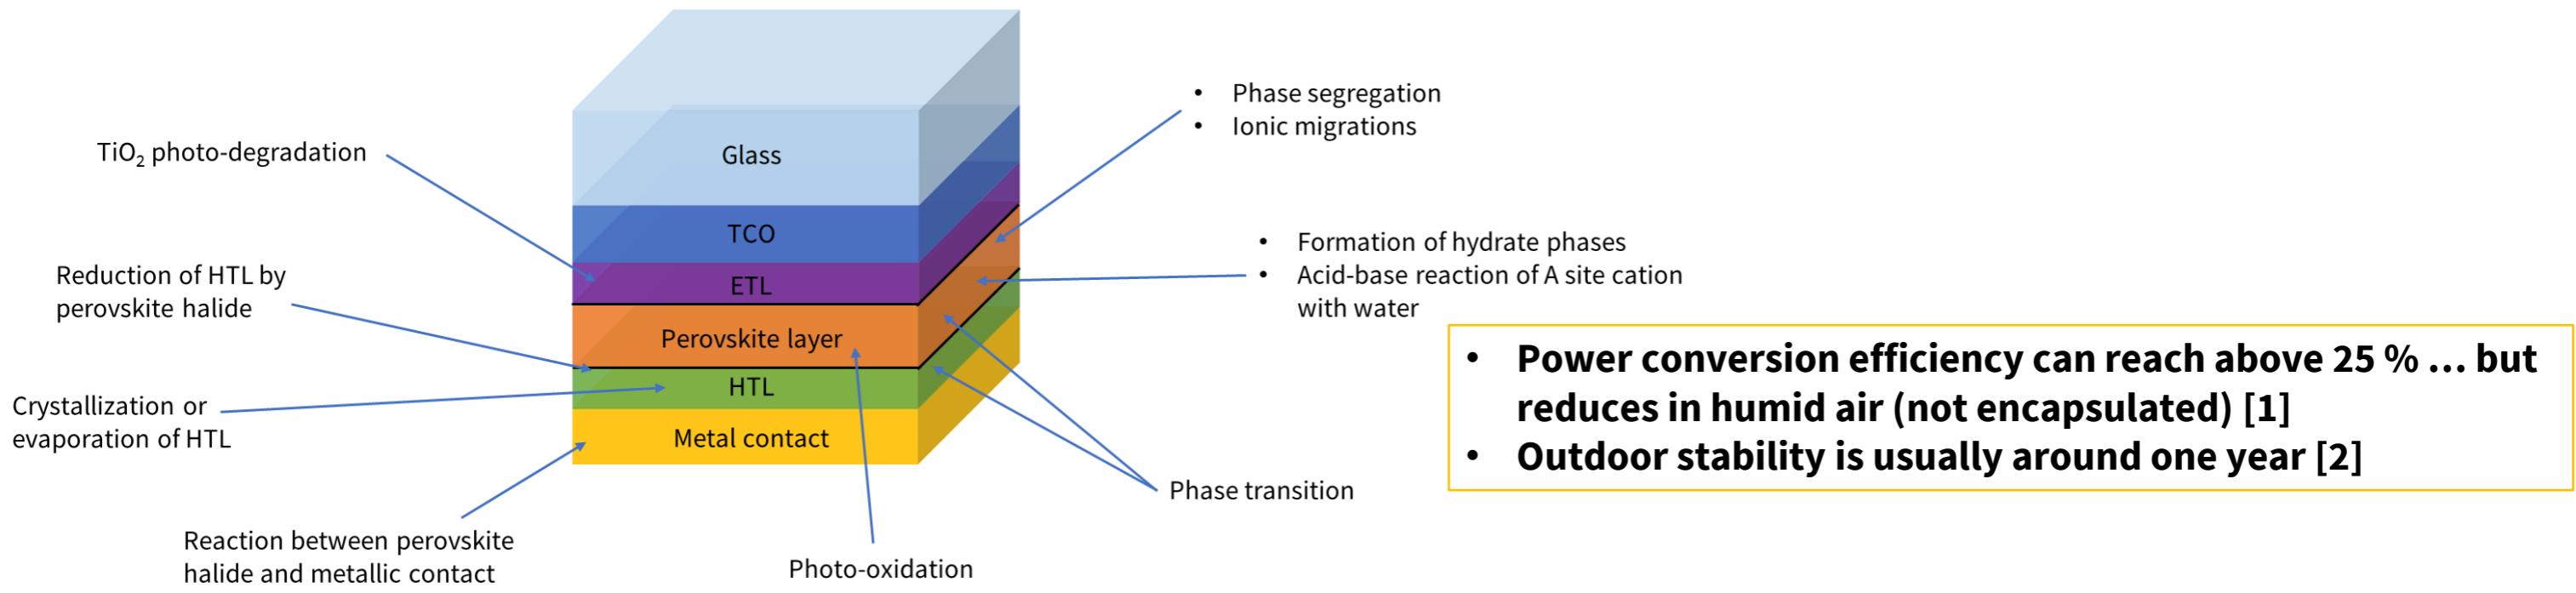 • Phase segregation
• Ionic migrations
TiO₂ photo-degradation
Glass
TCO
• Formation of hydrate phases
• Acid-base reaction of A site cation
with water
Reduction of HTL by
perovskite halide
ETL
Perovskite layer
• Power conversion efficiency can reach above 25 % ... but
reduces in humid air (not encapsulated) [1]
• Outdoor stability is usually around one year [2]
HTL
Crystallization or
evaporation of HTL
Metal contact
Phase transition
Reaction between perovskite
halide and metallic contact
Photo-oxidation